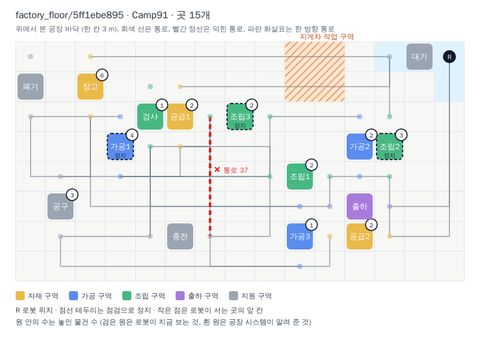 factory_floor/5ff1ebe895 · Camp91 · 곳 15개
위에서 본 공장 바닥 (한 칸 3 m). 회색 선은 통로, 빨간 점선은 막힌 통로, 파란 화살표는 한 방향 통로
지게차 작업 구역
대기
R
폐기
창고
6
검사
1
공급1
2
조립3
2
정지
가공1
4
정지
가공2
2
조립2
3
정지
통로 37
조립1
2
공구
3
출하
충전
가공3
1
공급2
2
자재 구역
가공 구역
조립 구역
출하 구역
지원 구역
R 로봇 위치 · 점선 테두리는 점검으로 정지 · 작은 점은 로봇이 서는 곳의 앞 칸
원 안의 수는 놓인 물건 수 (검은 원은 로봇이 지금 보는 것, 흰 원은 공장 시스템이 알려 준 것)